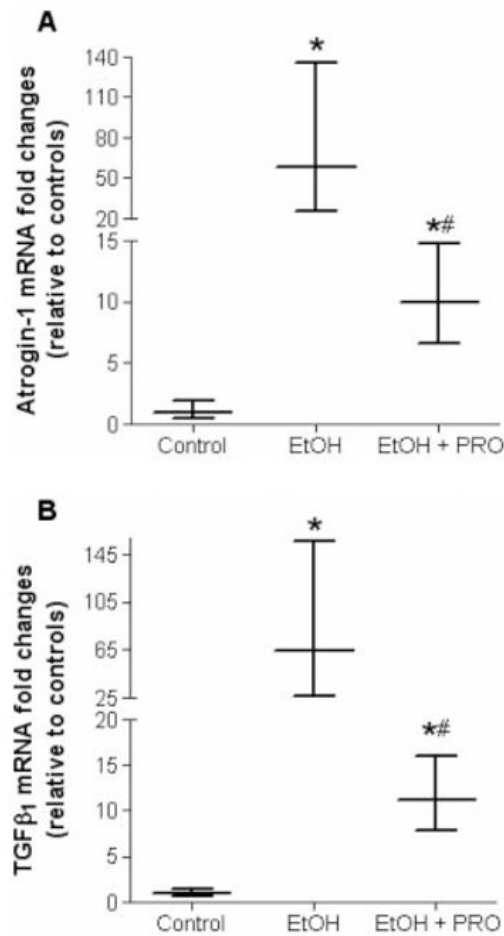 A
Atrogin-1 mRNA fold changes
(relative to controls)
140
110
80
50
20
15
10
5
0
*
*#
Control EtOH EtOH + PRO
B
TGFβ1 mRNA fold changes
(relative to controls)
145
105
65
25
20
15
10
5
0
*
*#
Control EtOH EtOH + PRO